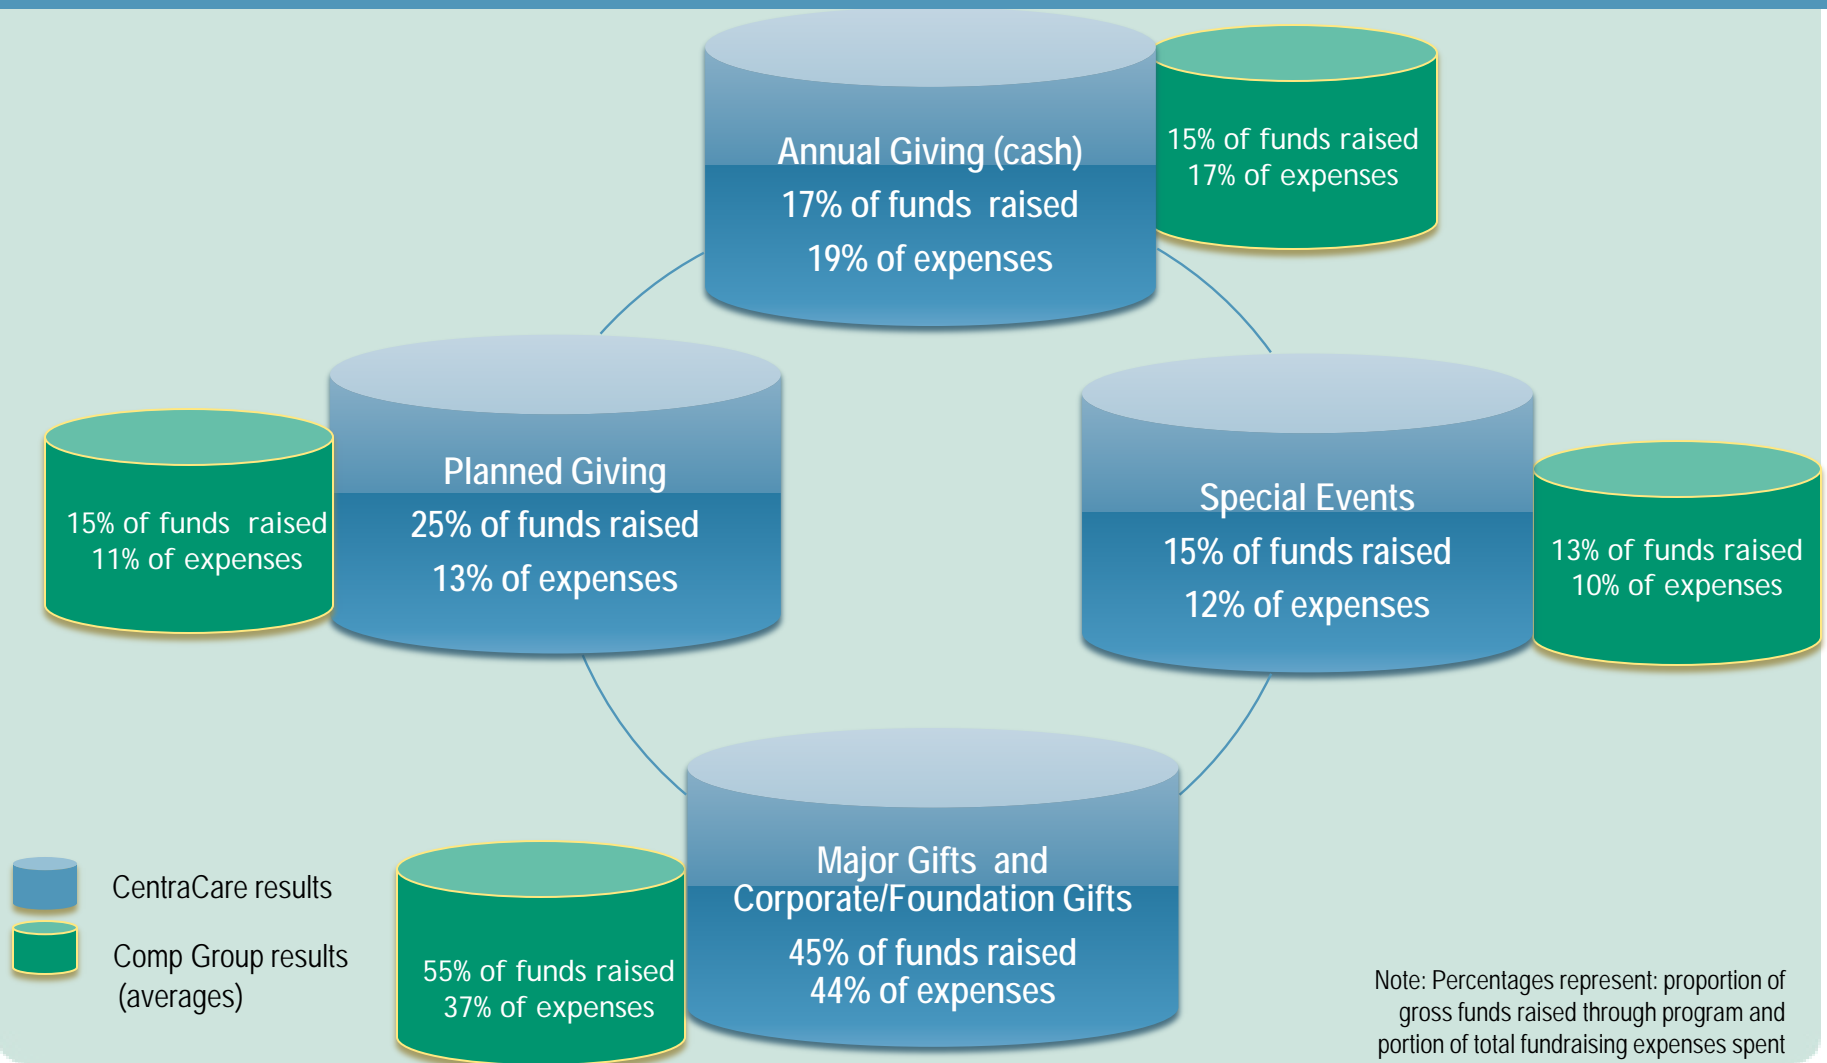 Annual Giving (cash)
17% of funds raised
19% of expenses
15% of funds raised
17% of expenses
Planned Giving
25% of funds raised
13% of expenses
15% of funds raised
11% of expenses
Special Events
15% of funds raised
12% of expenses
13% of funds raised
10% of expenses
Major Gifts and
Corporate/Foundation Gifts
45% of funds raised
44% of expenses
55% of funds raised
37% of expenses
CentraCare results
Comp Group results
(averages)
Note: Percentages represent: proportion of
gross funds raised through program and
portion of total fundraising expenses spent